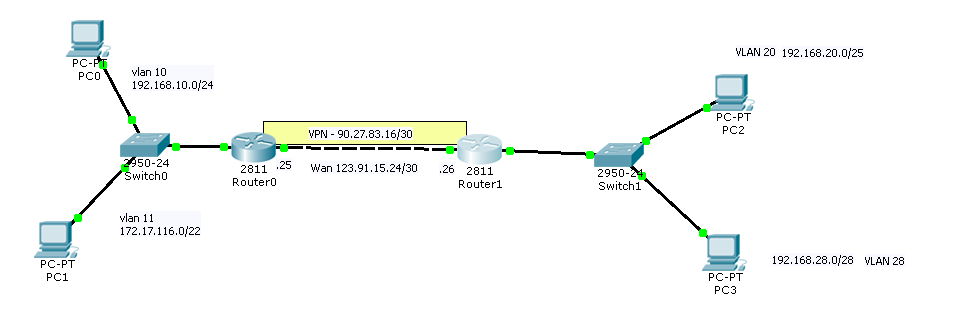 PC-PT
PC0
vlan 10
192.168.10.0/24
2950-24
Switch0
vlan 11
172.17.116.0/22
PC-PT
PC1
VPN - 90.27.83.16/30
2811
Router0
.25
Wan 123.91.15.24/30
.26
2811
Router1
2950-24
Switch1
VLAN 20 192.168.20.0/25
PC-PT
PC2
192.168.28.0/28 VLAN 28
PC-PT
PC3